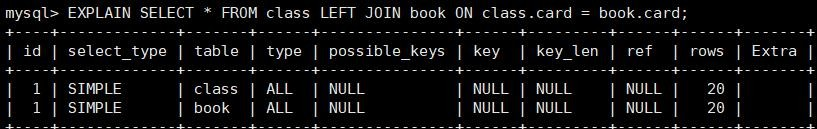 mysql> EXPLAIN SELECT * FROM class LEFT JOIN book ON class.card = book.card;
+----+-------------+-------+------+---------------+------+---------+------+------+-------+
| id | select_type | table | type | possible_keys | key | key_len | ref | rows | Extra |
+----+-------------+-------+------+---------------+------+---------+------+------+-------+
| 1 | SIMPLE | class | ALL | NULL | NULL | NULL | NULL | 20 | |
| 1 | SIMPLE | book | ALL | NULL | NULL | NULL | NULL | 20 | |
+----+-------------+-------+------+---------------+------+---------+------+------+-------+